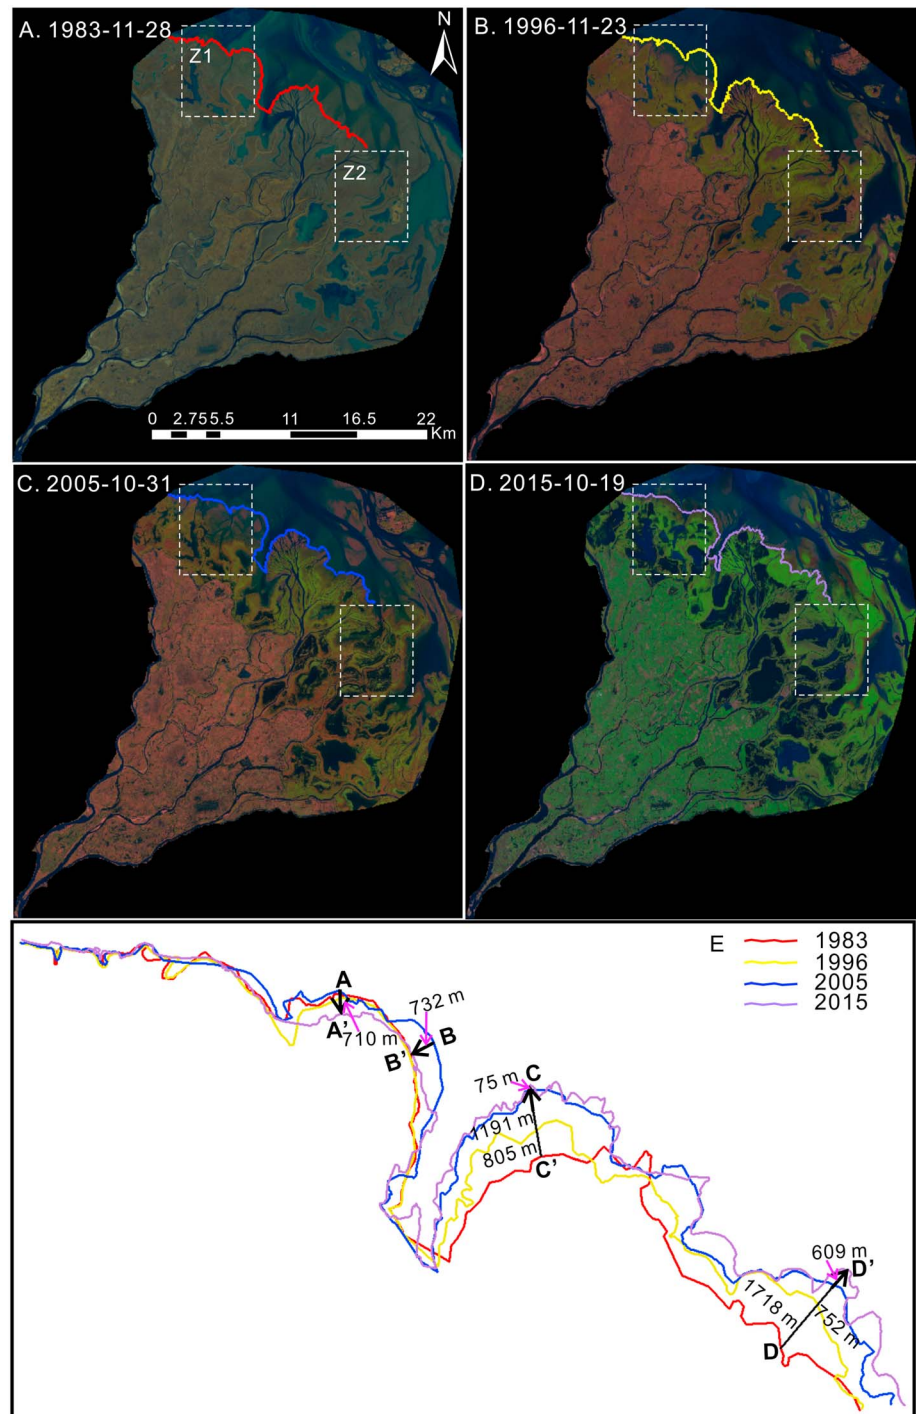 A. 1983-11-28
N
Z1
Z2
0 2.75 5.5 11 16.5 22
Km
B. 1996-11-23
C. 2005-10-31
D. 2015-10-19
E
1983
1996
2005
2015
A
A'
710 m
732 m
B
B'
75 m
C
1191 m
805 m
C'
609 m
D'
1718 m
752 m
D